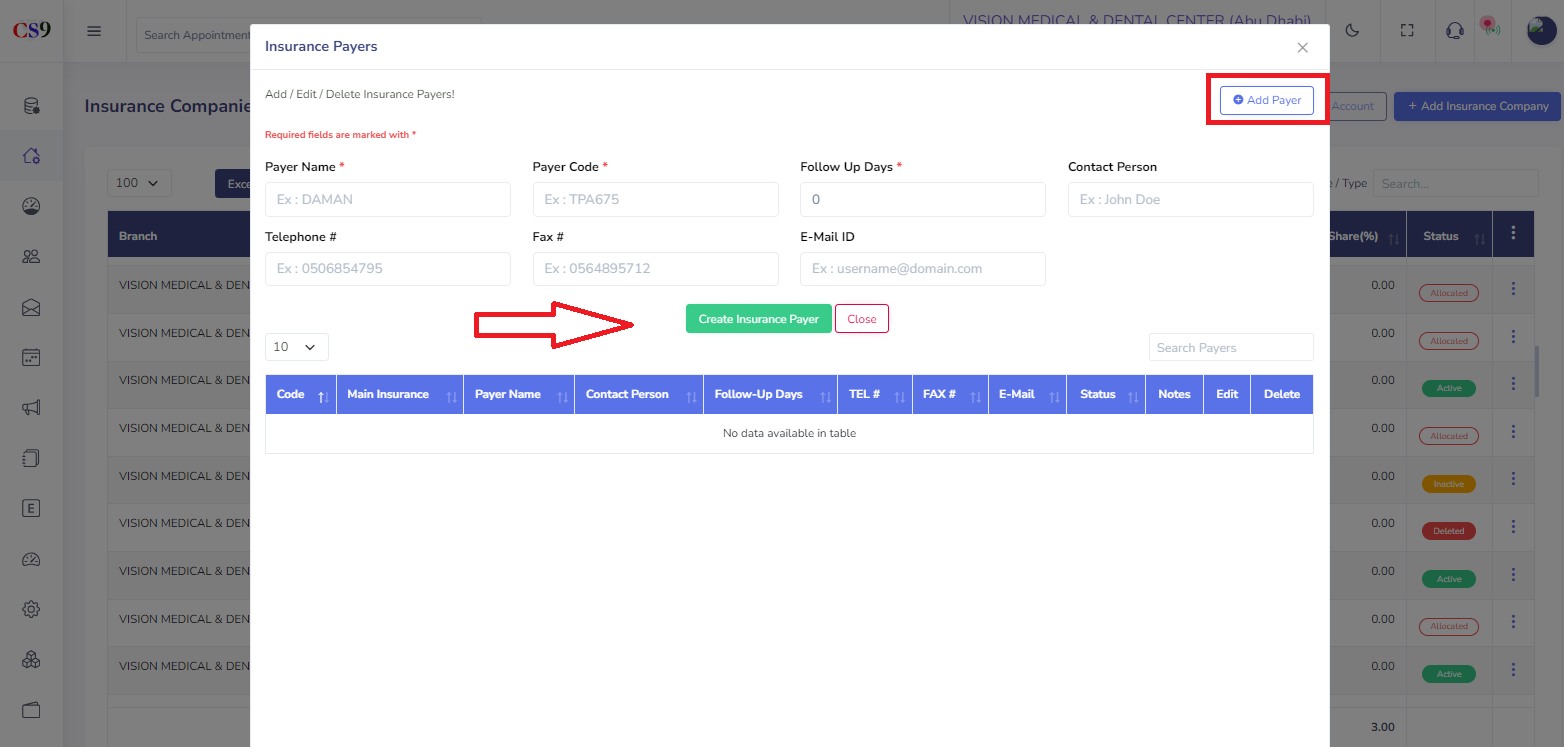 CS9
Search Appointment
VISION MEDICAL & DENTAL CENTER (Abu Dhabi)
Insurance Payers
Insurance Companie
Add / Edit / Delete Insurance Payers!
Add Payer
Account
+ Add Insurance Company
Required fields are marked with *
Payer Name *
Payer Code *
Follow Up Days *
Contact Person
100
Exce
Ex : DAMAN
Ex : TPA675
0
Ex : John Doe
e / Type
Search...
Branch
Telephone #
Fax #
E-Mail ID
Share(%)
Status
Ex : 0506854795
Ex : 0564895712
Ex : username@domain.com
VISION MEDICAL & DEN
0.00
Allocated
Create Insurance Payer
Close
VISION MEDICAL & DEN
0.00
Allocated
10
Search Payers
VISION MEDICAL & DEN
0.00
Active
Code
Main Insurance
Payer Name
Contact Person
Follow-Up Days
TEL #
FAX #
E-Mail
Status
Notes
Edit
Delete
No data available in table
VISION MEDICAL & DEN
0.00
Allocated
VISION MEDICAL & DEN
0.00
Inactive
E
VISION MEDICAL & DEN
0.00
Deleted
VISION MEDICAL & DEN
0.00
Active
VISION MEDICAL & DEN
0.00
Allocated
VISION MEDICAL & DEN
0.00
Active
3.00